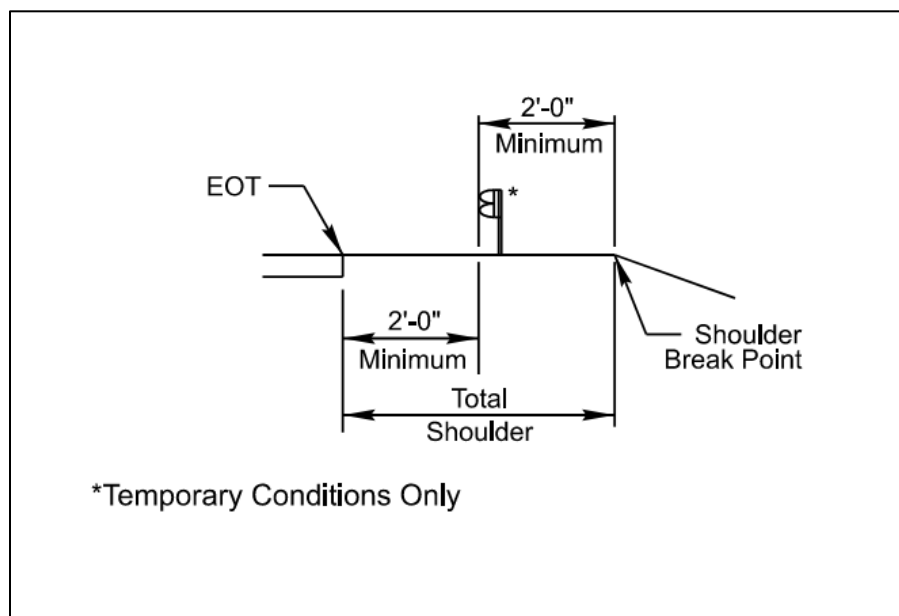 2'-0"
Minimum
EOT
*
2'-0"
Minimum
Shoulder
Break Point
Total
Shoulder
*Temporary Conditions Only